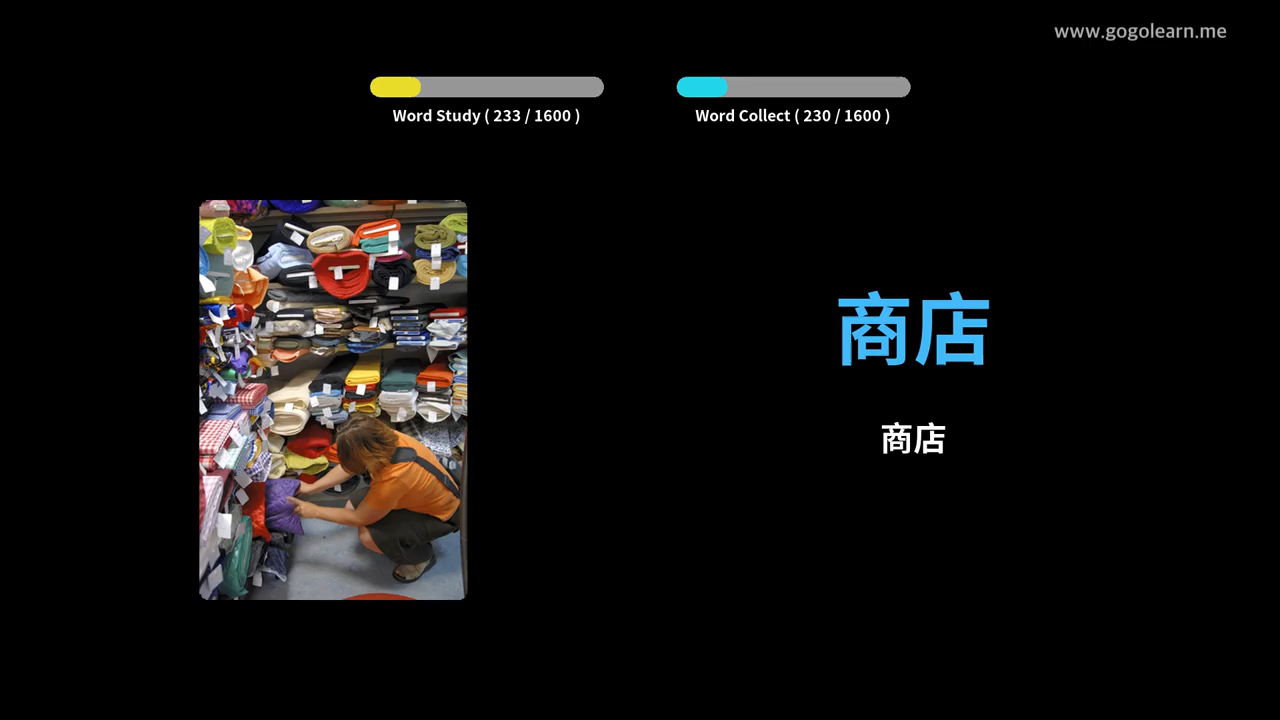 www.gogolearn.me
Word Study ( 233 / 1600 )
Word Collect ( 230 / 1600 )
商店
商店